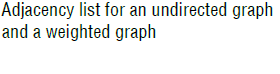 Adjacency list for an undirected graph
and a weighted graph